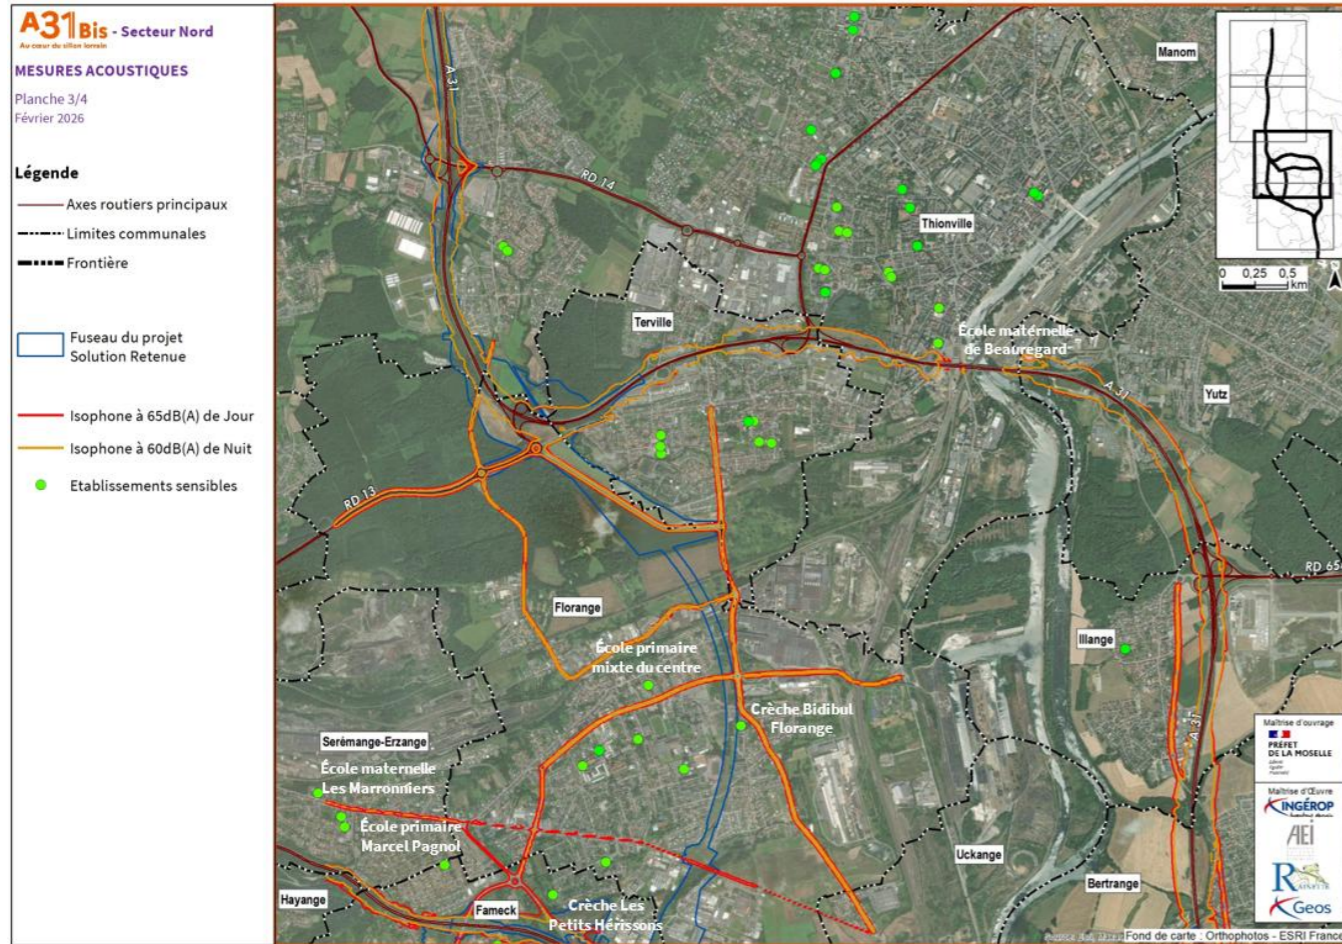 A31 Bis - Secteur Nord
Au cœur du sillon lorrain
MESURES ACOUSTIQUES
Planche 3/4
Février 2026
Légende
Axes routiers principaux
Limites communales
Frontière
Fuseau du projet
Solution Retenue
Isophone à 65dB(A) de Jour
Isophone à 60dB(A) de Nuit
Etablissements sensibles
A 31
Manom
RD 14
Thionville
0 0,25 0,5
km
Terville
École maternelle
de Beauregard
A 31
Yutz
RD 13
RD 65
Florange
Illange
École primaire
mixte du centre
Crèche Bidibul
Florange
A 31
Serémange-Erzange
École maternelle
Les Marronniers
École primaire
Marcel Pagnol
Uckange
Bertrange
Hayange
Fameck
Crèche Les
Petits Hérissons
Maîtrise d'ouvrage
PRÉFET
DE LA MOSELLE
Liberté
Égalité
Fraternité
Maîtrise d'Œuvre
INGÉROP
AEI
Geos
Fond de carte : Orthophotos - ESRI France